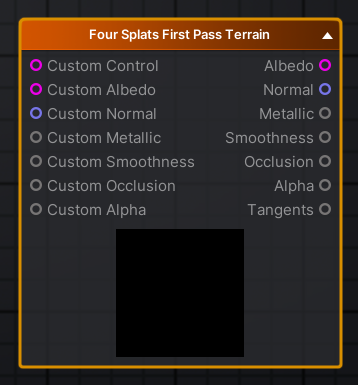 Four Splats First Pass Terrain
Custom Control Albedo
Custom Albedo Normal
Custom Normal Metallic
Custom Metallic Smoothness
Custom Smoothness Occlusion
Custom Occlusion Alpha
Custom Alpha Tangents